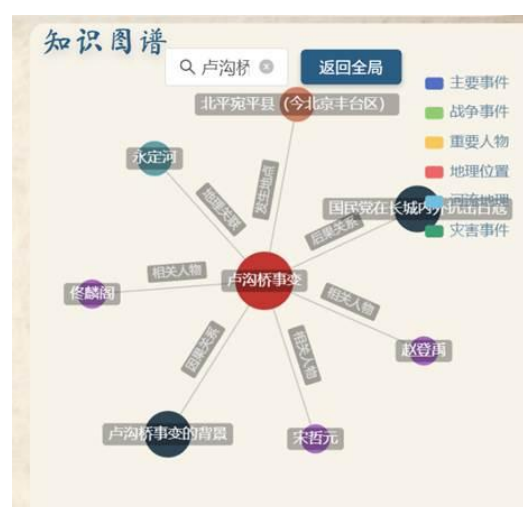 知识图谱
卢沟桥
返回全局
主要事件
战争事件
重要人物
地理位置
河流地理
灾害事件
北平宛平县（今北京丰台区）
永定河
发生地点
地理关联
国民党在长城内外抗击日寇
后果关系
相关人物
卢沟桥事变
佟麟阁
相关人物
赵登禹
因果关系
相关人物
卢沟桥事变的背景
宋哲元